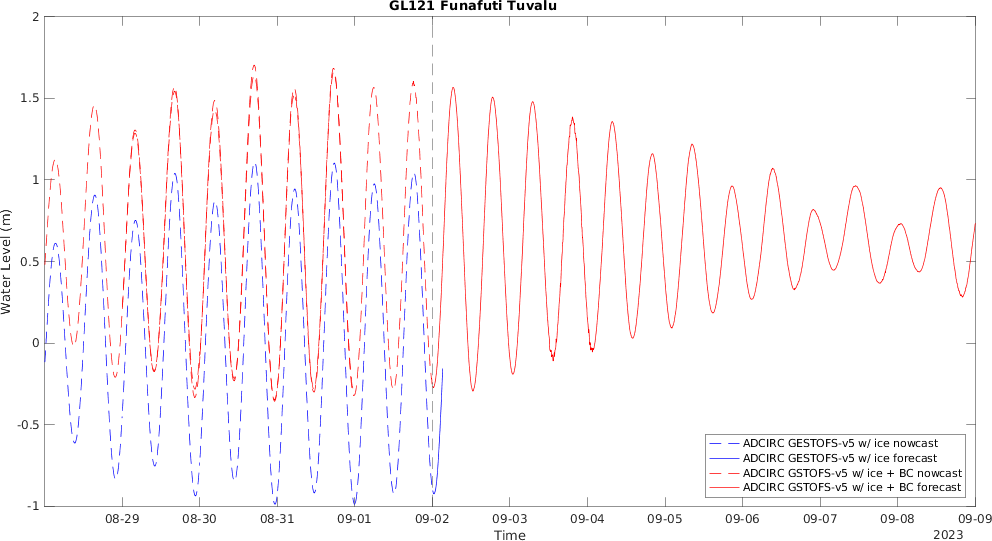 GL121 Funafuti Tuvalu
2
1.5
1
0.5
0
-0.5
-1
Water Level (m)
08-29 08-30 08-31 09-01 09-02 09-03 09-04 09-05 09-06 09-07 09-08 09-09
Time
2023
ADCIRC GESTOFS-v5 w/ ice nowcast
ADCIRC GESTOFS-v5 w/ ice forecast
ADCIRC GSTOFS-v5 w/ ice + BC nowcast
ADCIRC GSTOFS-v5 w/ ice + BC forecast